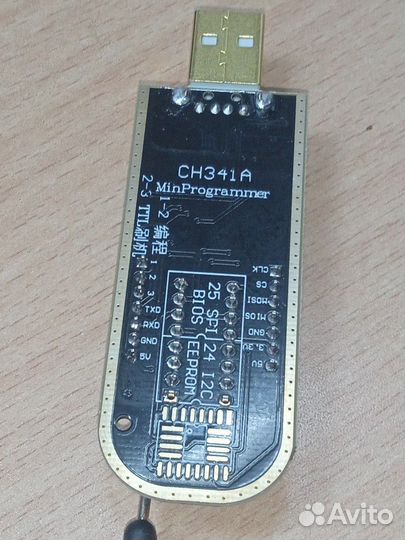 CH341A
MinProgrammer
1-2 编程
2-3 TTL刷机
1
2
3
TXD
RXD
GND
5V
CLK
CS
MOSI
MIOS
GND
3.3V
5V
25 SPI
BIOS
24 I2C
EEPROM
Avito